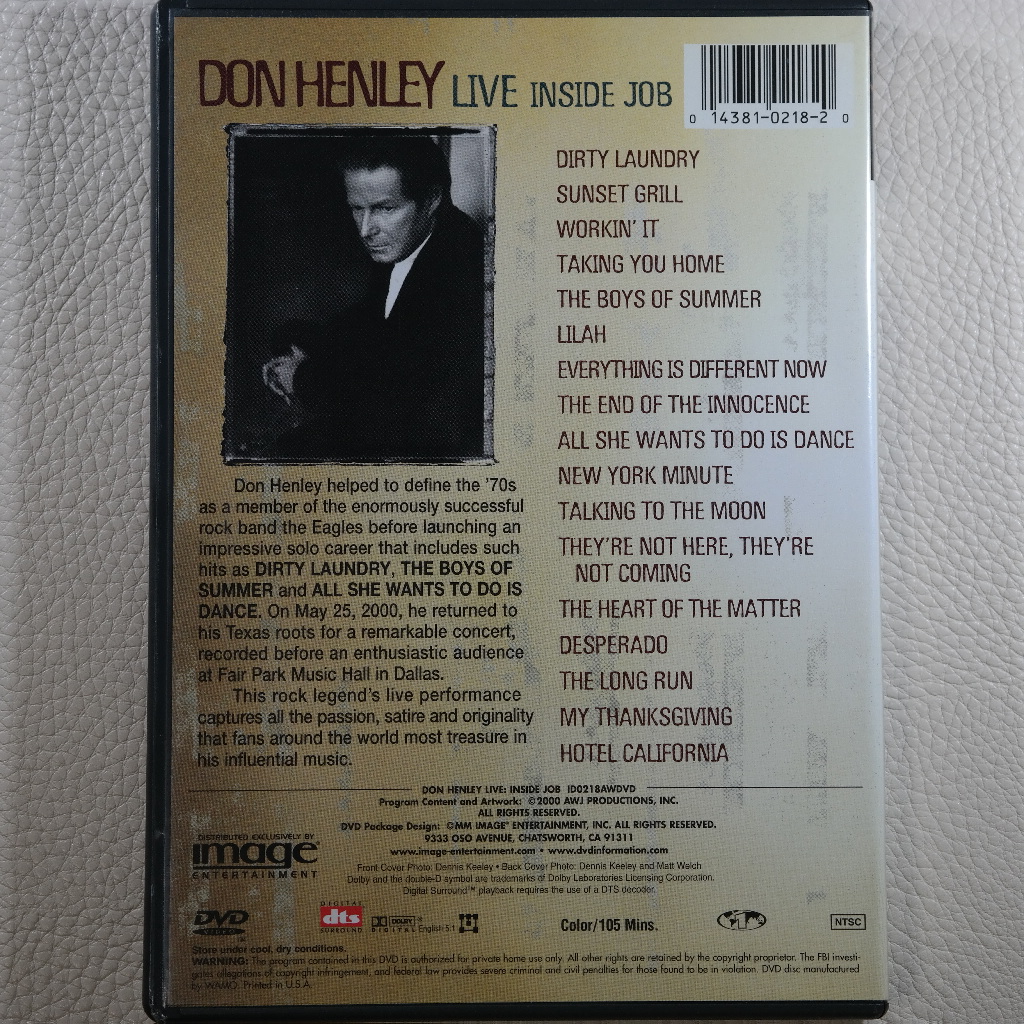 DON HENLEY LIVE INSIDE JOB
0 14381-0218-2 0
DIRTY LAUNDRY
SUNSET GRILL
WORKIN' IT
TAKING YOU HOME
THE BOYS OF SUMMER
LILAH
EVERYTHING IS DIFFERENT NOW
THE END OF THE INNOCENCE
ALL SHE WANTS TO DO IS DANCE
NEW YORK MINUTE
TALKING TO THE MOON
THEY'RE NOT HERE, THEY'RE
NOT COMING
THE HEART OF THE MATTER
DESPERADO
THE LONG RUN
MY THANKSGIVING
HOTEL CALIFORNIA
Don Henley helped to define the '70s
as a member of the enormously successful
rock band the Eagles before launching an
impressive solo career that includes such
hits as DIRTY LAUNDRY, THE BOYS OF
SUMMER and ALL SHE WANTS TO DO IS
DANCE. On May 25, 2000, he returned to
his Texas roots for a remarkable concert,
recorded before an enthusiastic audience
at Fair Park Music Hall in Dallas.
This rock legend's live performance
captures all the passion, satire and originality
that fans around the world most treasure in
his influential music.
DON HENLEY LIVE: INSIDE JOB ID0218AWDVD
Program Content and Artwork: ©2000 AWJ PRODUCTIONS, INC.
ALL RIGHTS RESERVED.
DVD Package Design: ©MM IMAGE® ENTERTAINMENT, INC. ALL RIGHTS RESERVED.
9333 OSO AVENUE, CHATSWORTH, CA 91311
www.image-entertainment.com • www.dvdinformation.com
DISTRIBUTED EXCLUSIVELY BY
image®
ENTERTAINMENT
Front Cover Photo: Dennis Keeley • Back Cover Photo: Dennis Keeley and Matt Welch
Dolby and the double-D symbol are trademarks of Dolby Laboratories Licensing Corporation.
Digital Surround™ playback requires the use of a DTS decoder.
DVD
VIDEO
DIGITAL
dts
SURROUND
DOLBY
DIGITAL
English 5.1
Color/105 Mins.
NTSC
Store under cool, dry conditions.
WARNING: The program contained in this DVD is authorized for private home use only. All other rights are retained by the copyright proprietor. The FBI investi-
gates allegations of copyright infringement, and federal law provides severe criminal and civil penalties for those found to be in violation. DVD disc manufactured
by WAMO. Printed in U.S.A.